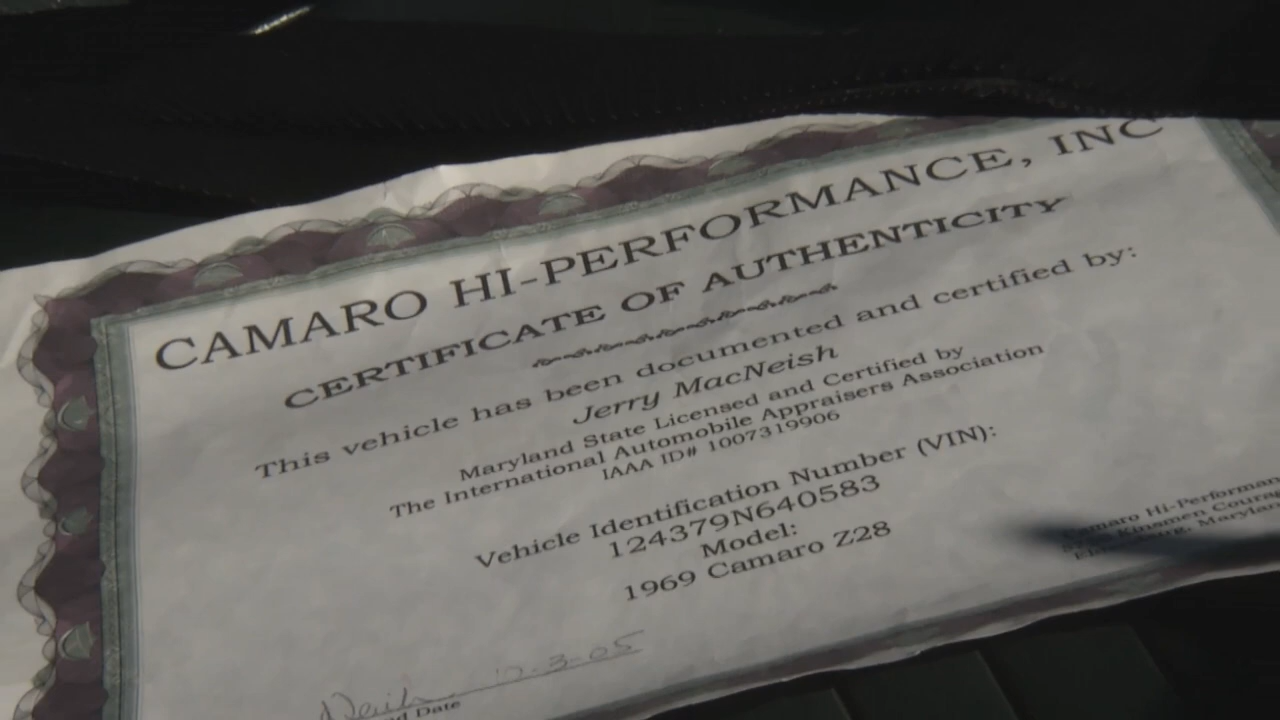 CAMARO HI-PERFORMANCE, INC
CERTIFICATE OF AUTHENTICITY
This vehicle has been documented and certified by:
Jerry MacNeish
Maryland State Licensed and Certified by
The International Automobile Appraisers Association
IAAA ID# 1007319906
Vehicle Identification Number (VIN):
124379N640583
Model:
1969 Camaro Z28
Camaro Hi-Performan
Kinsmen
Marylan
3-05
Date